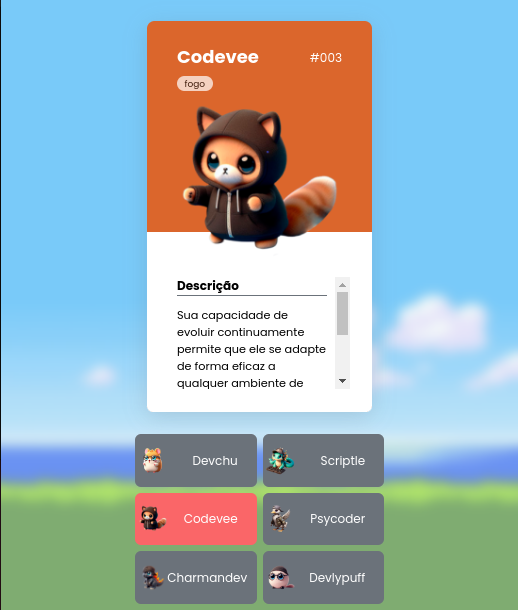 Codevee #003
fogo
Descrição
Sua capacidade de
evoluir continuamente
permite que ele se adapte
de forma eficaz a
qualquer ambiente de
Devchu Scriptle
Codevee Psycoder
Charmandev Devlypuff